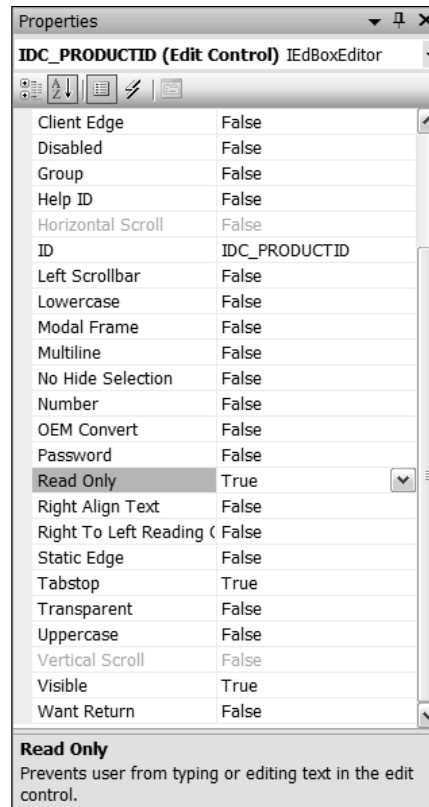 Properties
IDC_PRODUCTID (Edit Control) IEdBoxEditor
Client Edge False
Disabled False
Group False
Help ID False
Horizontal Scroll False
ID IDC_PRODUCTID
Left Scrollbar False
Lowercase False
Modal Frame False
Multiline False
No Hide Selection False
Number False
OEM Convert False
Password False
Read Only True
Right Align Text False
Right To Left Reading ( False
Static Edge False
Tabstop True
Transparent False
Uppercase False
Vertical Scroll False
Visible True
Want Return False
Read Only
Prevents user from typing or editing text in the edit
control.